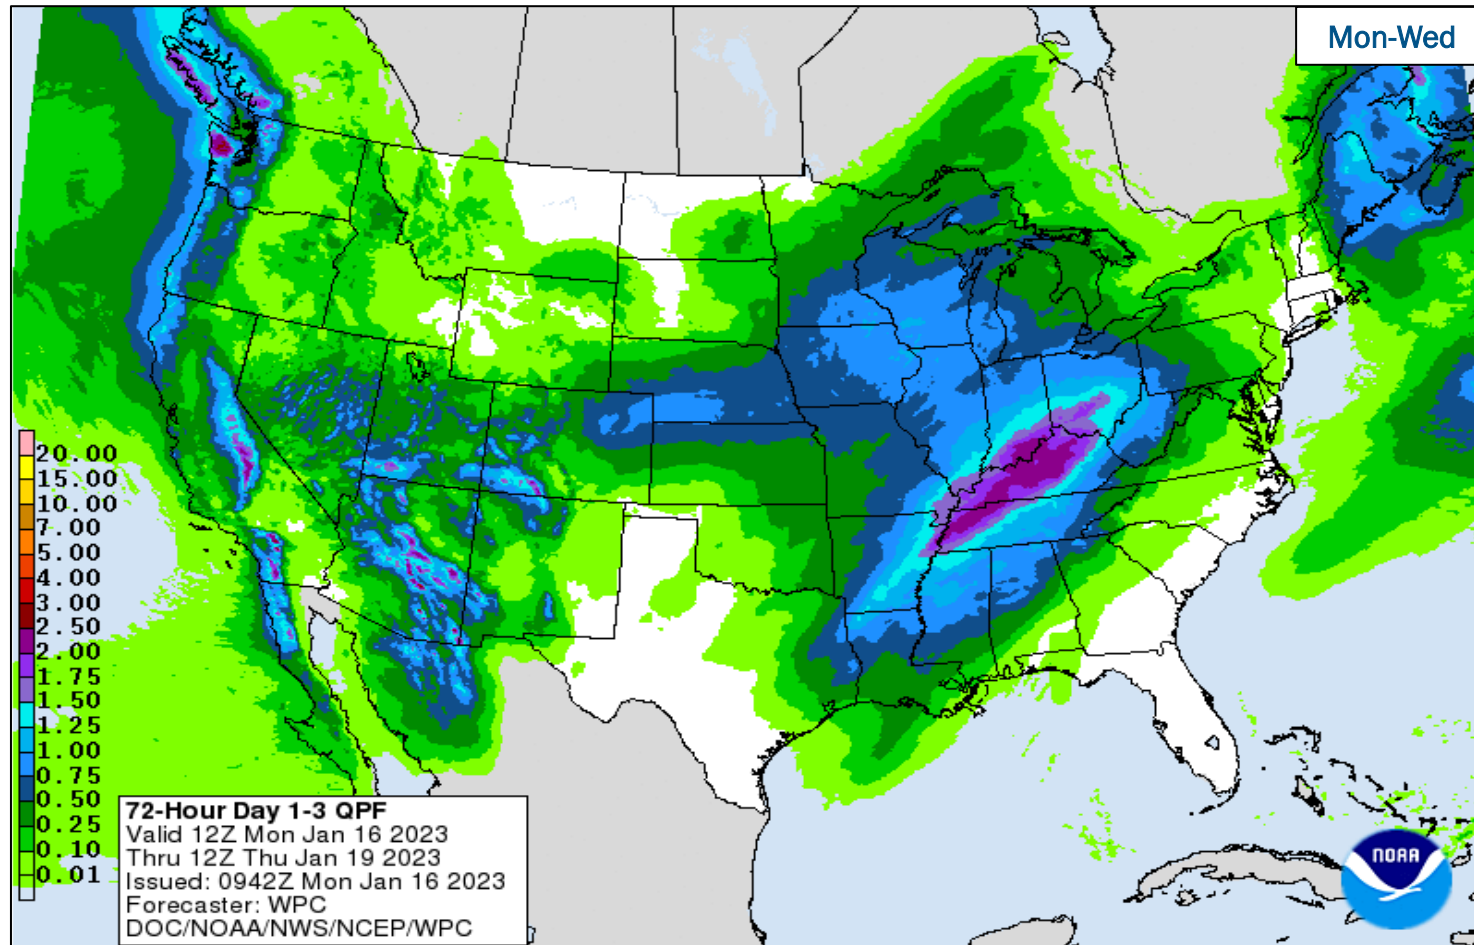 Mon-Wed
20.00
15.00
10.00
7.00
5.00
4.00
3.00
2.50
2.00
1.75
1.50
1.25
1.00
0.75
0.50
0.25
0.10
0.01
72-Hour Day 1-3 QPF
Valid 12Z Mon Jan 16 2023
Thru 12Z Thu Jan 19 2023
Issued: 0942Z Mon Jan 16 2023
Forecaster: WPC
DOC/NOAA/NWS/NCEP/WPC
NOAA